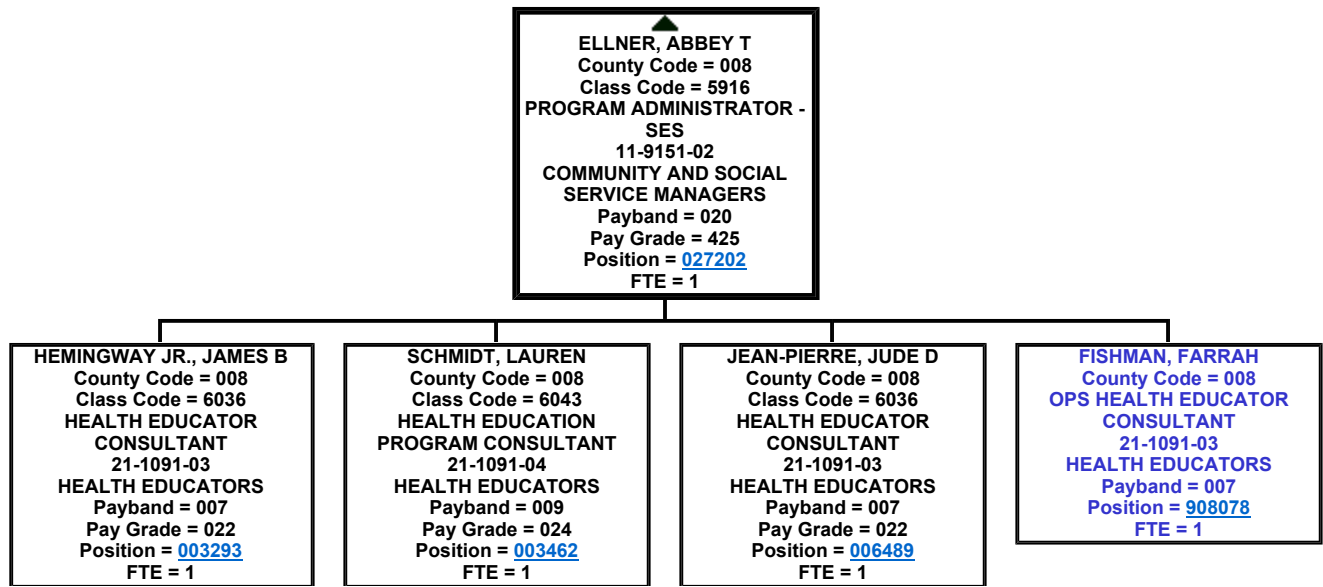 ELLNER, ABBEY T
County Code = 008
Class Code = 5916
PROGRAM ADMINISTRATOR -
SES
11-9151-02
COMMUNITY AND SOCIAL
SERVICE MANAGERS
Payband = 020
Pay Grade = 425
Position = 027202
FTE = 1
HEMINGWAY JR., JAMES B
County Code = 008
Class Code = 6036
HEALTH EDUCATOR
CONSULTANT
21-1091-03
HEALTH EDUCATORS
Payband = 007
Pay Grade = 022
Position = 003293
FTE = 1
SCHMIDT, LAUREN
County Code = 008
Class Code = 6043
HEALTH EDUCATION
PROGRAM CONSULTANT
21-1091-04
HEALTH EDUCATORS
Payband = 009
Pay Grade = 024
Position = 003462
FTE = 1
JEAN-PIERRE, JUDE D
County Code = 008
Class Code = 6036
HEALTH EDUCATOR
CONSULTANT
21-1091-03
HEALTH EDUCATORS
Payband = 007
Pay Grade = 022
Position = 006489
FTE = 1
FISHMAN, FARRAH
County Code = 008
OPS HEALTH EDUCATOR
CONSULTANT
21-1091-03
HEALTH EDUCATORS
Payband = 007
Position = 908078
FTE = 1